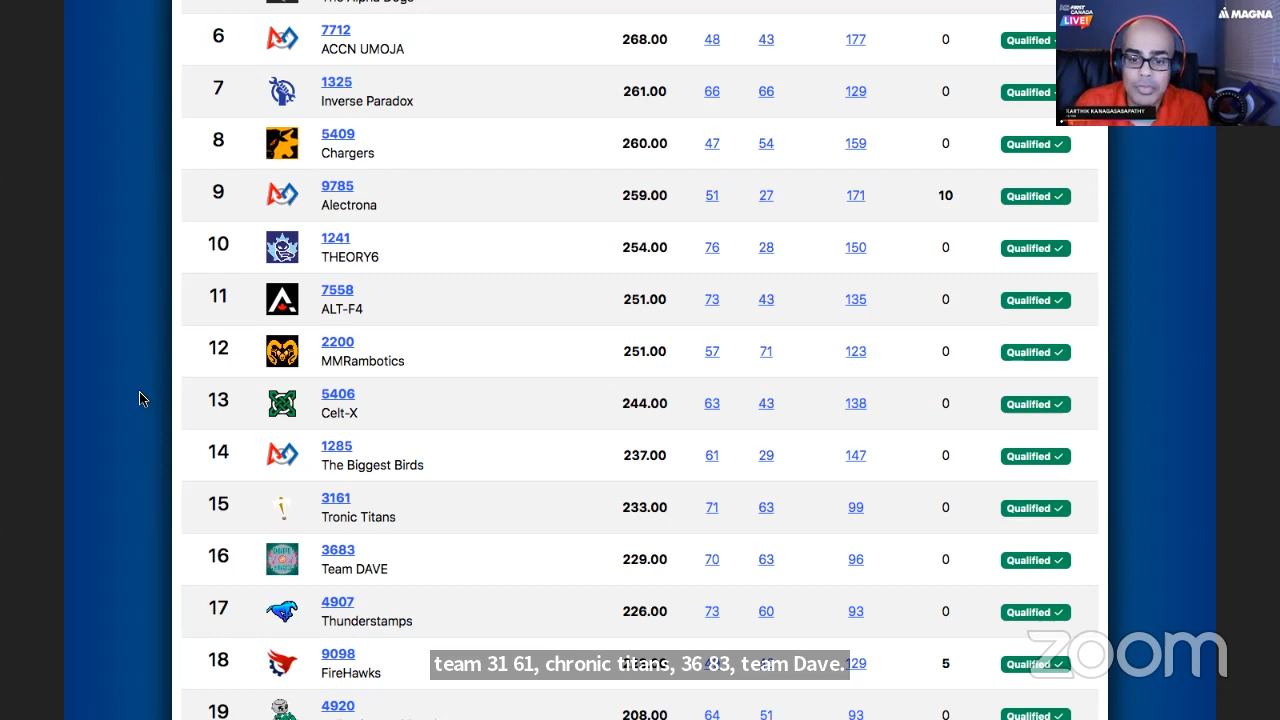 6 7712 268.00 48 43 177 0 Qualified
ACCN UMOJA
7 1325 261.00 66 66 129 0 Qualified
Inverse Paradox
8 5409 260.00 47 54 159 0 Qualified ✓
Chargers
9 9785 259.00 51 27 171 10 Qualified ✓
Alectrona
10 1241 254.00 76 28 150 0 Qualified ✓
THEORY6
11 7558 251.00 73 43 135 0 Qualified ✓
ALT-F4
12 2200 251.00 57 71 123 0 Qualified ✓
MMRambotics
13 5406 244.00 63 43 138 0 Qualified ✓
Celt-X
14 1285 237.00 61 29 147 0 Qualified ✓
The Biggest Birds
15 3161 233.00 71 63 99 0 Qualified ✓
Tronic Titans
16 3683 229.00 70 63 96 0 Qualified ✓
Team DAVE
17 4907 226.00 73 60 93 0 Qualified ✓
Thunderstamps
18 9098 129 5 Qualified ✓
FireHawks
19 4920 208.00 64 51 93 0 Qualified
team 31 61, chronic titans, 36 83, team Dave.
zoom
FIRST
CANADA
LIVE!
MAGNA
KARTHIK KANAGASABAPATHY